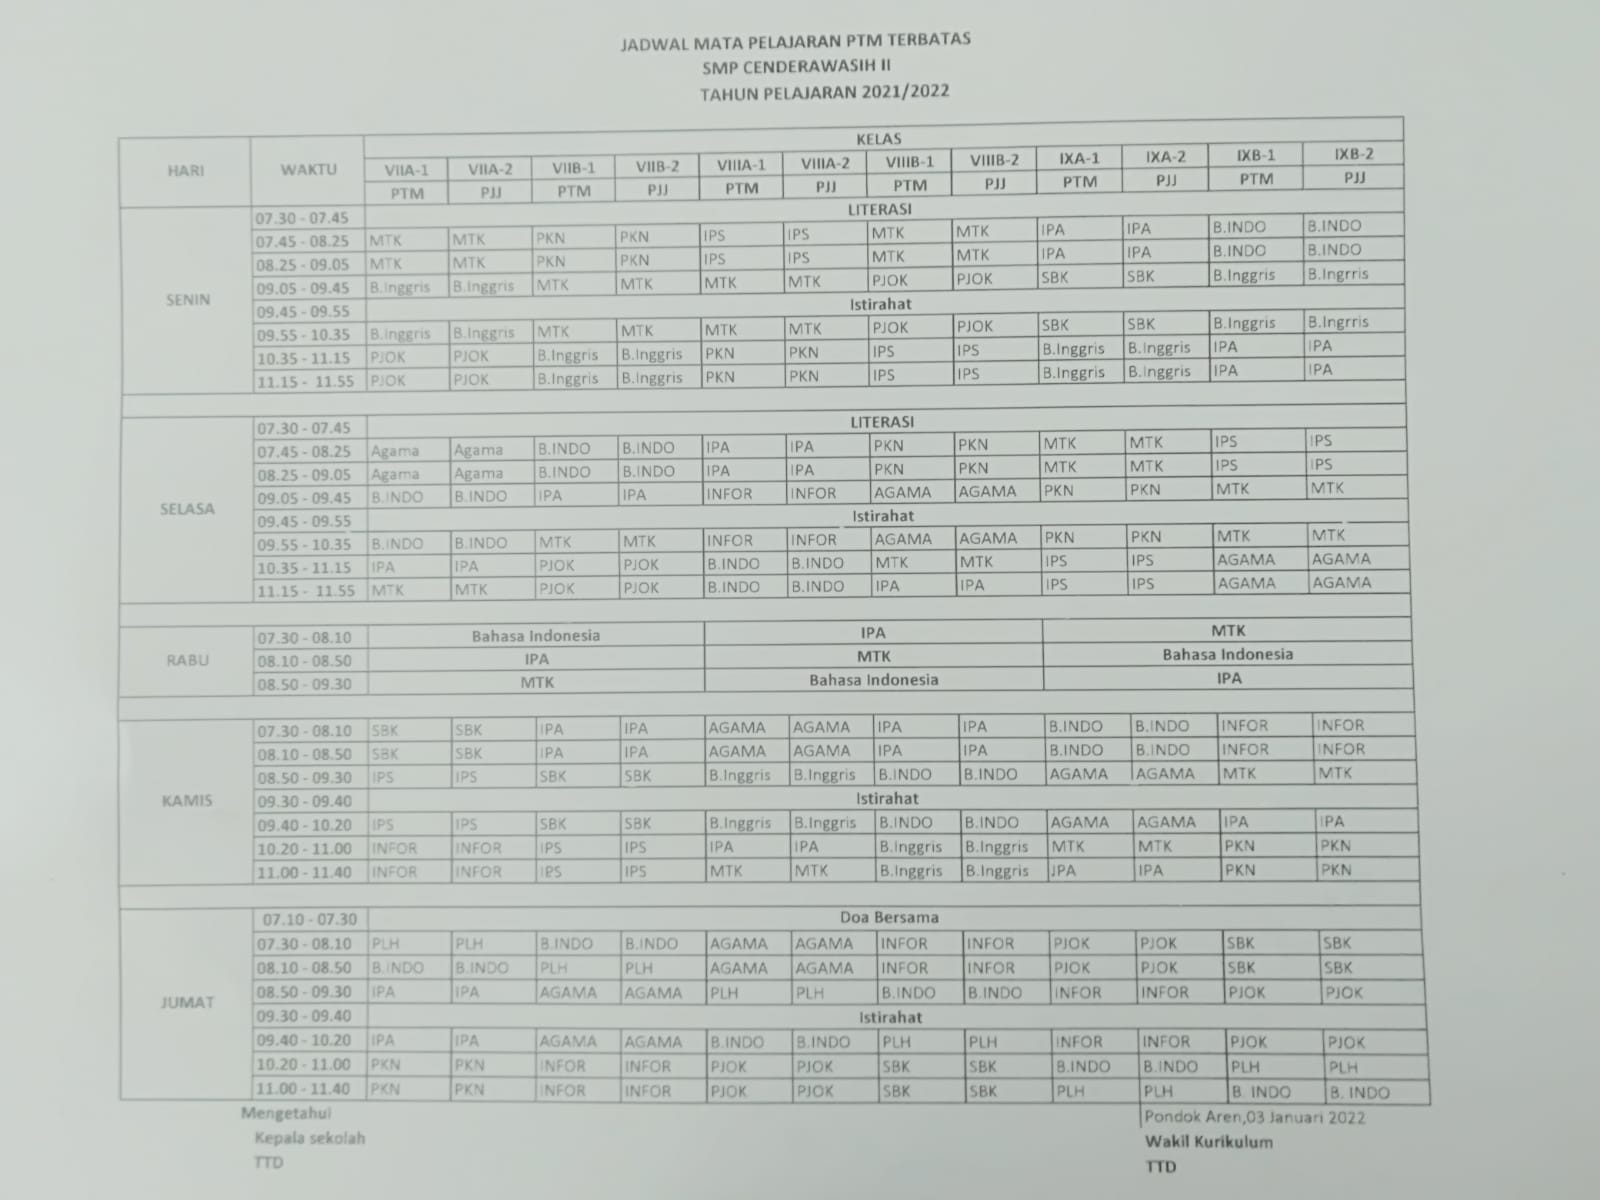 JADWAL MATA PELAJARAN PTM TERBATAS
SMP CENDERAWASIH II
TAHUN PELAJARAN 2021/2022
HARI WAKTU KELAS
VIIA-1 VIIA-2 VIIB-1 VIIB-2 VIIIA-1 VIIIA-2 VIIIB-1 VIIIB-2 IXA-1 IXA-2 IXB-1 IXB-2
PTM PJJ PTM PJJ PTM PJJ PTM PJJ PTM PJJ PTM PJJ
SENIN
07.30 - 07.45 LITERASI
07.45 - 08.25 MTK MTK PKN PKN IPS IPS MTK MTK IPA IPA B.INDO B.INDO
08.25 - 09.05 MTK MTK PKN PKN IPS IPS MTK MTK IPA IPA B.INDO B.INDO
09.05 - 09.45 B.Inggris B.Inggris MTK MTK MTK MTK PJOK PJOK SBK SBK B.Inggris B.Ingrris
09.45 - 09.55 Istirahat
09.55 - 10.35 B.Inggris B.Inggris MTK MTK MTK MTK PJOK PJOK SBK SBK B.Inggris B.Ingrris
10.35 - 11.15 PJOK PJOK B.Inggris B.Inggris PKN PKN IPS IPS B.Inggris B.Inggris IPA IPA
11.15 - 11.55 PJOK PJOK B.Inggris B.Inggris PKN PKN IPS IPS B.Inggris B.Inggris IPA IPA
SELASA
07.30 - 07.45 LITERASI
07.45 - 08.25 Agama Agama B.INDO B.INDO IPA IPA PKN PKN MTK MTK IPS IPS
08.25 - 09.05 Agama Agama B.INDO B.INDO IPA IPA PKN PKN MTK MTK IPS IPS
09.05 - 09.45 B.INDO B.INDO IPA IPA INFOR INFOR AGAMA AGAMA PKN PKN MTK MTK
09.45 - 09.55 Istirahat
09.55 - 10.35 B.INDO B.INDO MTK MTK INFOR INFOR AGAMA AGAMA PKN PKN MTK MTK
10.35 - 11.15 IPA IPA PJOK PJOK B.INDO B.INDO MTK MTK IPS IPS AGAMA AGAMA
11.15 - 11.55 MTK MTK PJOK PJOK B.INDO B.INDO IPA IPA IPS IPS AGAMA AGAMA
RABU
07.30 - 08.10 Bahasa Indonesia IPA MTK
08.10 - 08.50 IPA MTK Bahasa Indonesia
08.50 - 09.30 MTK Bahasa Indonesia IPA
KAMIS
07.30 - 08.10 SBK SBK IPA IPA AGAMA AGAMA IPA IPA B.INDO B.INDO INFOR INFOR
08.10 - 08.50 SBK SBK IPA IPA AGAMA AGAMA IPA IPA B.INDO B.INDO INFOR INFOR
08.50 - 09.30 IPS IPS SBK SBK B.Inggris B.Inggris B.INDO B.INDO AGAMA AGAMA MTK MTK
09.30 - 09.40 Istirahat
09.40 - 10.20 IPS IPS SBK SBK B.Inggris B.Inggris B.INDO B.INDO AGAMA AGAMA IPA IPA
10.20 - 11.00 INFOR INFOR IPS IPS IPA IPA B.Inggris B.Inggris MTK MTK PKN PKN
11.00 - 11.40 INFOR INFOR IPS IPS MTK MTK B.Inggris B.Inggris IPA IPA PKN PKN
JUMAT
07.10 - 07.30 Doa Bersama
07.30 - 08.10 PLH PLH B.INDO B.INDO AGAMA AGAMA INFOR INFOR PJOK PJOK SBK SBK
08.10 - 08.50 B.INDO B.INDO PLH PLH AGAMA AGAMA INFOR INFOR PJOK PJOK SBK SBK
08.50 - 09.30 IPA IPA AGAMA AGAMA PLH PLH B.INDO B.INDO INFOR INFOR PJOK PJOK
09.30 - 09.40 Istirahat
09.40 - 10.20 IPA IPA AGAMA AGAMA B.INDO B.INDO PLH PLH INFOR INFOR PJOK PJOK
10.20 - 11.00 PKN PKN INFOR INFOR PJOK PJOK SBK SBK B.INDO B.INDO PLH PLH
11.00 - 11.40 PKN PKN INFOR INFOR PJOK PJOK SBK SBK PLH PLH B. INDO B. INDO
Mengetahui
Kepala sekolah
TTD
Pondok Aren,03 Januari 2022
Wakil Kurikulum
TTD